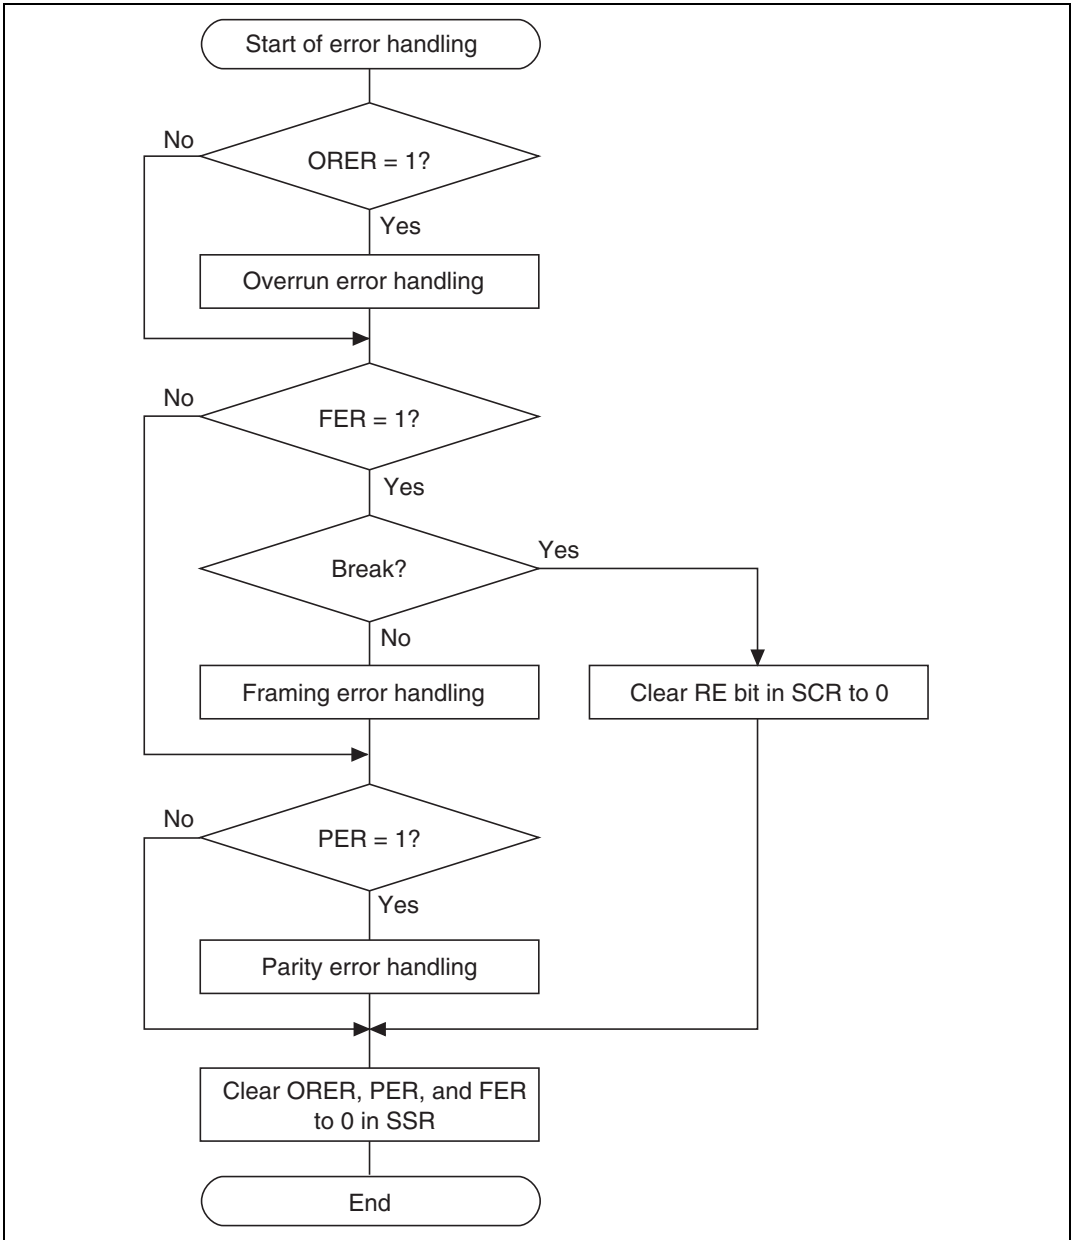 Start of error handling
No
ORER = 1?
Yes
Overrun error handling
No
FER = 1?
Yes
Yes
Break?
No
Framing error handling
Clear RE bit in SCR to 0
No
PER = 1?
Yes
Parity error handling
Clear ORER, PER, and FER
to 0 in SSR
End